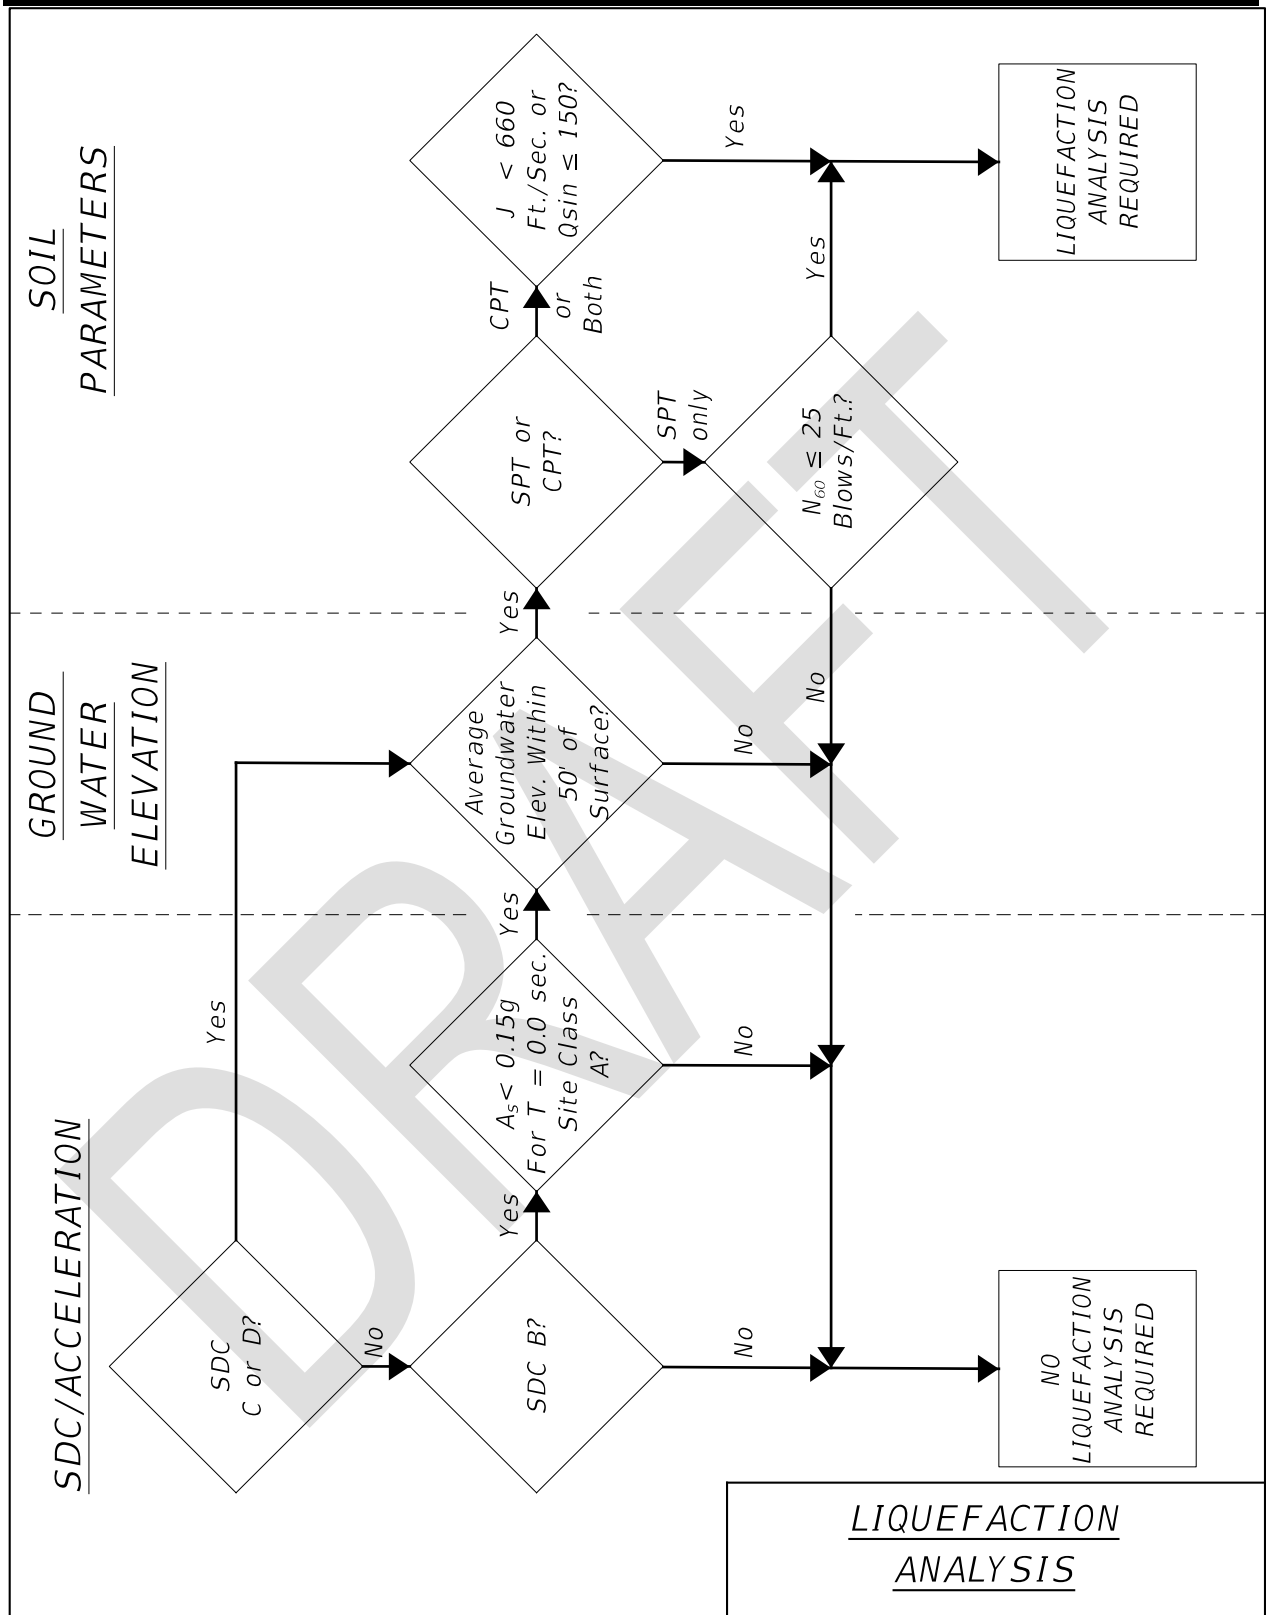 SDC/ACCELERATION
GROUND
WATER
ELEVATION
SOIL
PARAMETERS
SDC
C or D?
Yes
No
SDC B?
Yes
No
A₅< 0.15g
For T = 0.0 sec.
Site Class
A?
Yes
No
Average
Groundwater
Elev. Within
50' of
Surface?
Yes
No
SPT or
CPT?
CPT
or
Both
SPT
only
J < 660
Ft./Sec. or
Qsin ≤ 150?
Yes
N₆₀ ≤ 25
Blows/Ft.?
Yes
No
NO
LIQUEFACTION
ANALYSIS
REQUIRED
LIQUEFACTION
ANALYSIS
REQUIRED
LIQUEFACTION
ANALYSIS
DRAFT